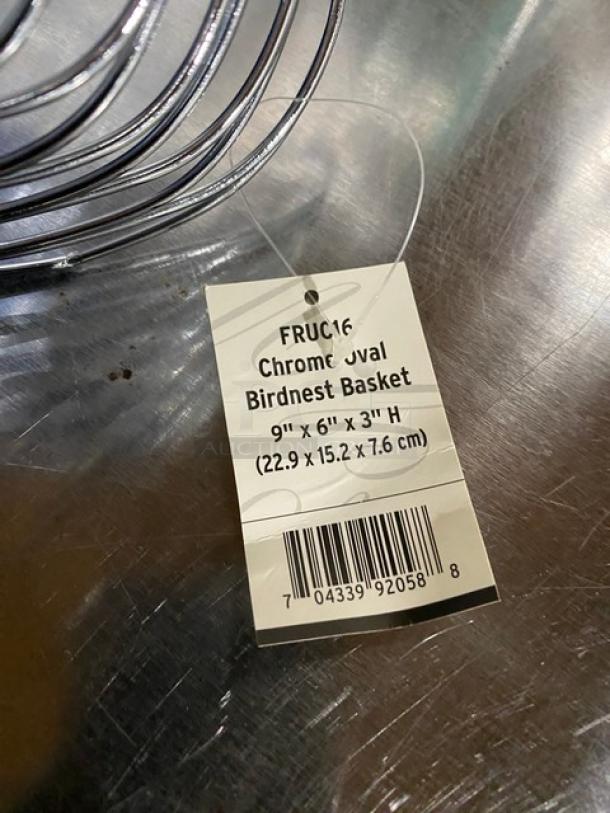 FRUC16
Chrome Oval
Birdnest Basket
9" x 6" x 3" H
(22.9 x 15.2 x 7.6 cm)
7 04339 92058 8